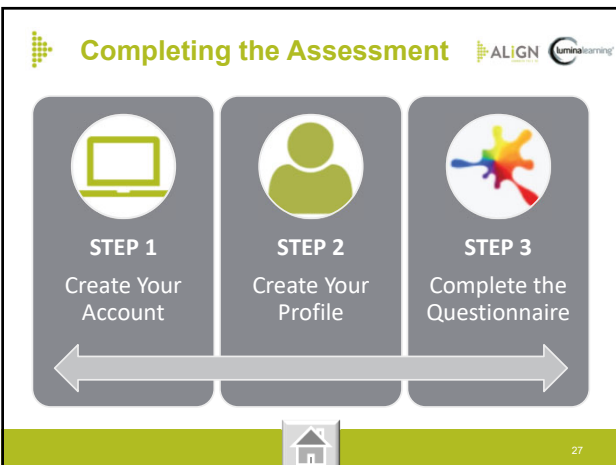 Completing the Assessment
ALiGN
luminalearning
STEP 1
Create Your
Account
STEP 2
Create Your
Profile
STEP 3
Complete the
Questionnaire
27